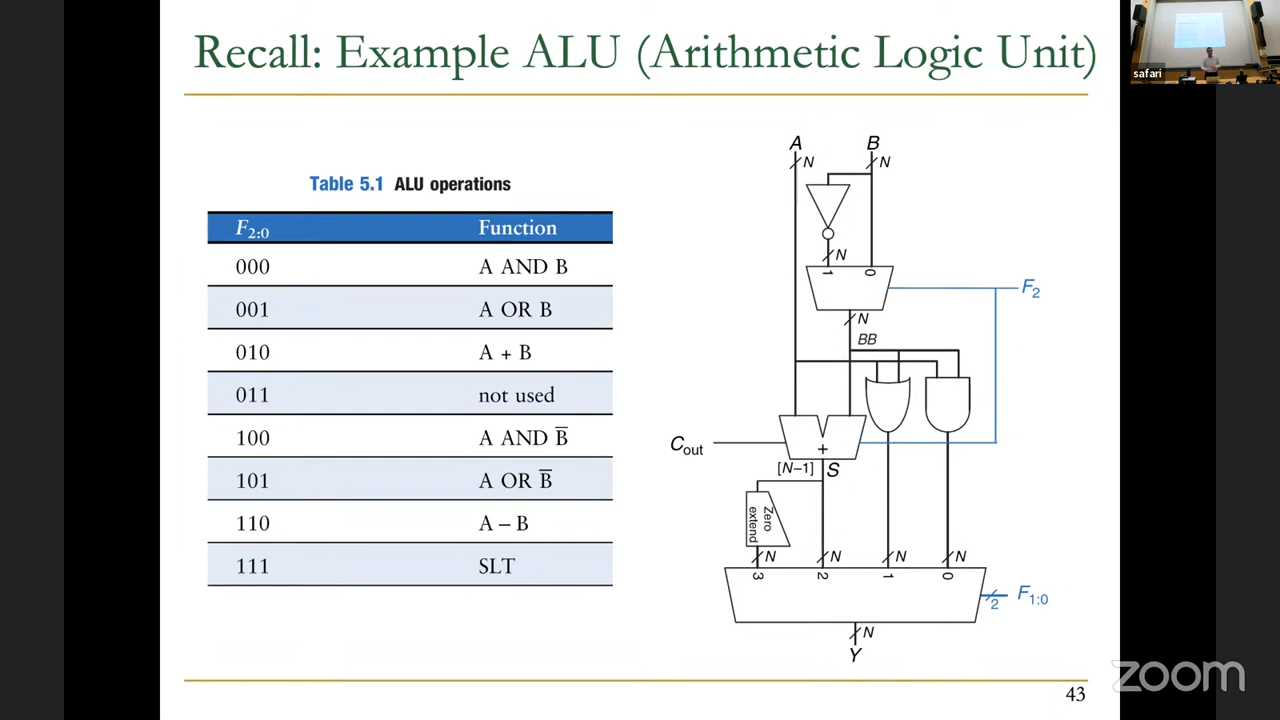 Recall: Example ALU (Arithmetic Logic Unit)
safari
Table 5.1 ALU operations
F2:0 Function
000 A AND B
001 A OR B
010 A + B
011 not used
100 A AND B̅
101 A OR B̅
110 A – B
111 SLT
A B
N N
N
1 0
F2
N
BB
Cout
+
[N–1] S
Zero
extend
N N N N
3 2 1 0
2 F1:0
N
Y
43
zoom